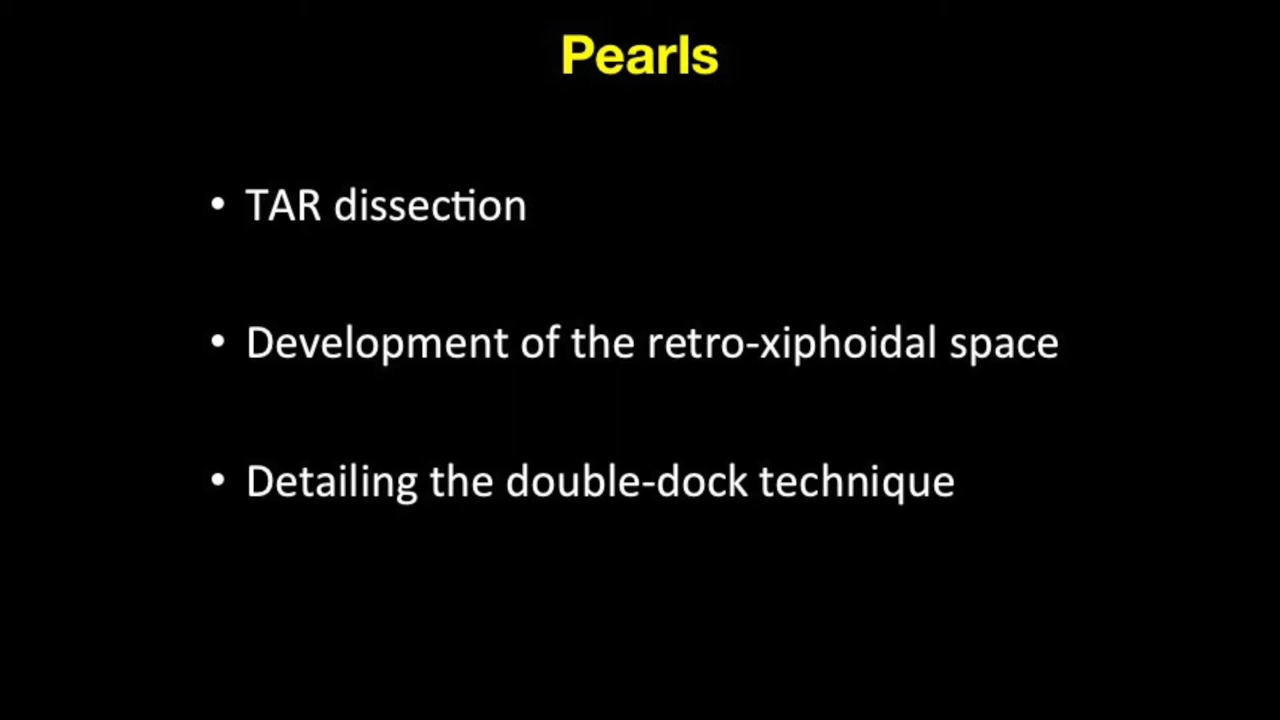 Pearls
• TAR dissection
• Development of the retro-xiphoidal space
• Detailing the double-dock technique